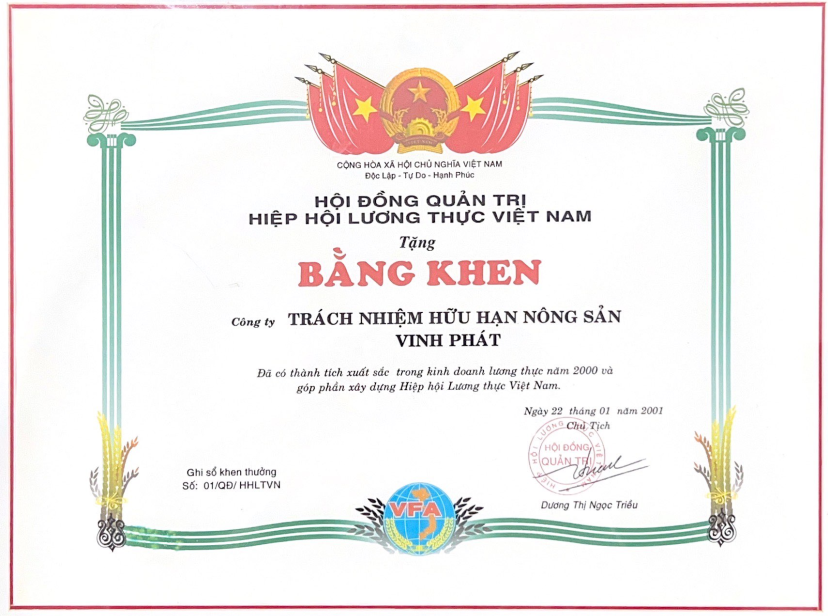 CỘNG HÒA XÃ HỘI CHỦ NGHĨA VIỆT NAM
Độc Lập - Tự Do - Hạnh Phúc
HỘI ĐỒNG QUẢN TRỊ
HIỆP HỘI LƯƠNG THỰC VIỆT NAM
Tặng
BẰNG KHEN
Công ty TRÁCH NHIỆM HỮU HẠN NÔNG SẢN
VINH PHÁT
Đã có thành tích xuất sắc trong kinh doanh lương thực năm 2000 và
góp phần xây dựng Hiệp hội Lương thực Việt Nam.
Ngày 22 tháng 01 năm 2001
Chủ Tịch
HỘI ĐỒNG
QUẢN TRỊ
Ghi sổ khen thưởng
Số: 01/QĐ/ HHLTVN
Dương Thị Ngọc Triều
VFA